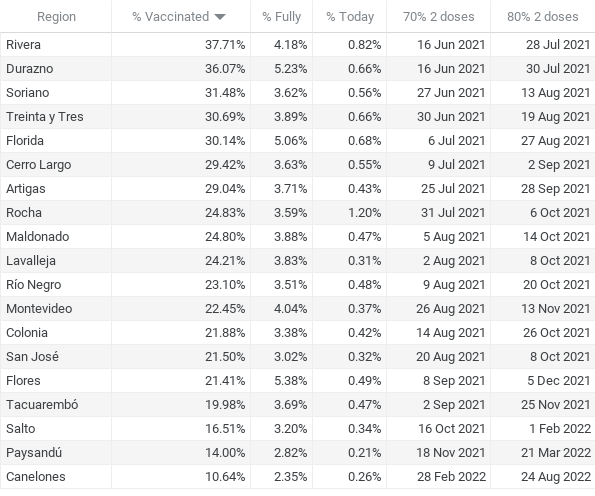 Region % Vaccinated % Fully % Today 70% 2 doses 80% 2 doses
Rivera 37.71% 4.18% 0.82% 16 Jun 2021 28 Jul 2021
Durazno 36.07% 5.23% 0.66% 16 Jun 2021 30 Jul 2021
Soriano 31.48% 3.62% 0.56% 27 Jun 2021 13 Aug 2021
Treinta y Tres 30.69% 3.89% 0.66% 30 Jun 2021 19 Aug 2021
Florida 30.14% 5.06% 0.68% 6 Jul 2021 27 Aug 2021
Cerro Largo 29.42% 3.63% 0.55% 9 Jul 2021 2 Sep 2021
Artigas 29.04% 3.71% 0.43% 25 Jul 2021 28 Sep 2021
Rocha 24.83% 3.59% 1.20% 31 Jul 2021 6 Oct 2021
Maldonado 24.80% 3.88% 0.47% 5 Aug 2021 14 Oct 2021
Lavalleja 24.21% 3.83% 0.31% 2 Aug 2021 8 Oct 2021
Río Negro 23.10% 3.51% 0.48% 9 Aug 2021 20 Oct 2021
Montevideo 22.45% 4.04% 0.37% 26 Aug 2021 13 Nov 2021
Colonia 21.88% 3.38% 0.42% 14 Aug 2021 26 Oct 2021
San José 21.50% 3.02% 0.32% 20 Aug 2021 8 Oct 2021
Flores 21.41% 5.38% 0.49% 8 Sep 2021 5 Dec 2021
Tacuarembó 19.98% 3.69% 0.47% 2 Sep 2021 25 Nov 2021
Salto 16.51% 3.20% 0.34% 16 Oct 2021 1 Feb 2022
Paysandú 14.00% 2.82% 0.21% 18 Nov 2021 21 Mar 2022
Canelones 10.64% 2.35% 0.26% 28 Feb 2022 24 Aug 2022